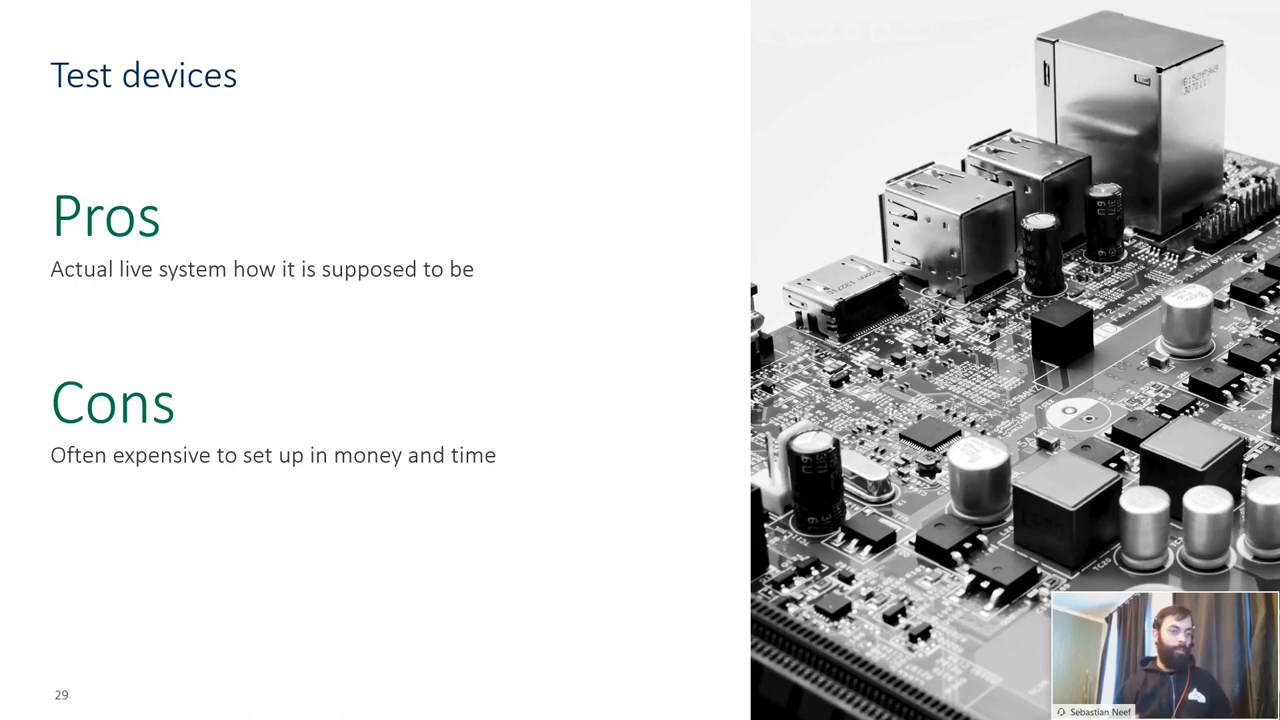 Test devices
Pros
Actual live system how it is supposed to be
Cons
Often expensive to set up in money and time
29
Sebastian Neef